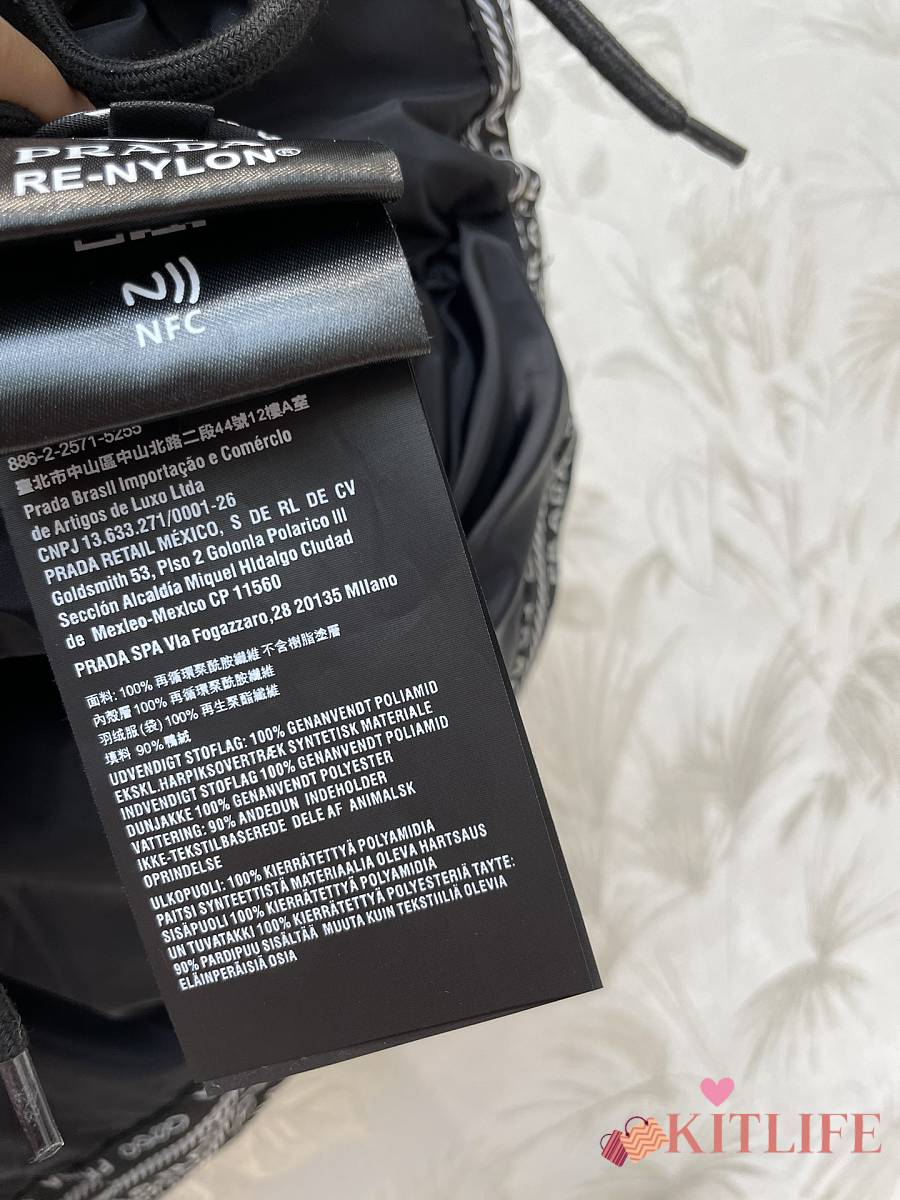 PRADA
RE-NYLON®
NFC
886-2-2571-5255
臺北市中山區中山北路二段44號12樓A室
Prada BrasIl Importação e Comércio
de Artigos de Luxo Ltda
CNPJ 13.633.271/0001-26
PRADA RETAIL MÉXICO, S DE RL DE CV
Goldsmith 53, PIso 2 Golonla Polarico III
Secclón Alcaldía Miquel HIdalgo Cludad
de Mexleo-Mexlco CP 11560
PRADA SPA VIa Fogazzaro,28 20135 MIlano
面料: 100% 再循環聚酰胺纖維 不含樹脂塗層
內殼層 100% 再循環聚酰胺纖維
羽绒服(袋) 100% 再生聚酯纖維
填料 90%鴨絨
UDVENDIGT STOFLAG: 100% GENANVENDT POLIAMID
EKSKL.HARPIKSOVERTRÆK SYNTETISK MATERIALE
INDVENDIGT STOFLAG 100% GENANVENDT POLYAMID
DUNJAKKE 100% GENANVENDT POLYESTER
VATTERING: 90% ANDEDUN INDEHOLDER
IKKE-TEKSTILBASEREDE DELE AF ANIMALSK
OPRINDELSE
ULKOPUOLI: 100% KIERRÄTETTYÄ POLYAMIDIA
PAITSI SYNTEETTISTÄ MATERIAALIA OLEVA HARTSAUS
SISÄPUOLI 100% KIERRÄTETTYÄ POLYAMIDIA
UN TUVATAKKI 100% KIERRÄTETTYÄ POLYESTERIÄ TAYTE:
90% PARDIPUU SISÄLTÄÄ MUUTA KUIN TEKSTIILIÄ OLEVIA
ELÄINPERÄISIÄ OSIA
KITLIFE